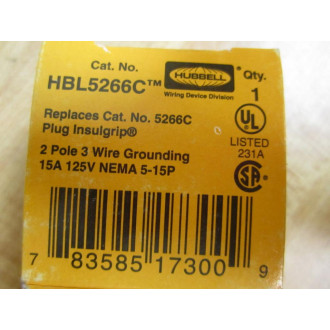 Cat. No.
HBL5266C™
HUBBELL®
Wiring Device Division
Qty.
1
Replaces Cat. No. 5266C
Plug Insulgrip®
UL
LISTED
231A
2 Pole 3 Wire Grounding
15A 125V NEMA 5-15P
SA
7 83585 17300 9